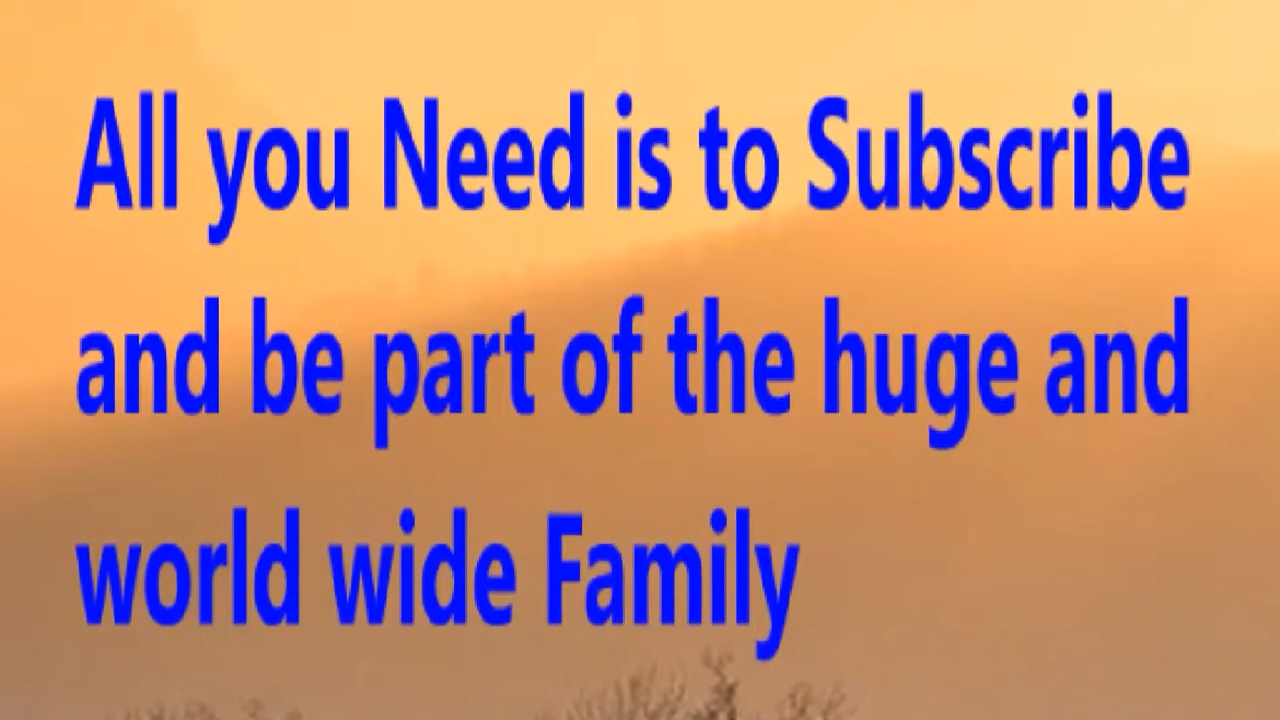 All you Need is to Subscribe
and be part of the huge and
world wide Family